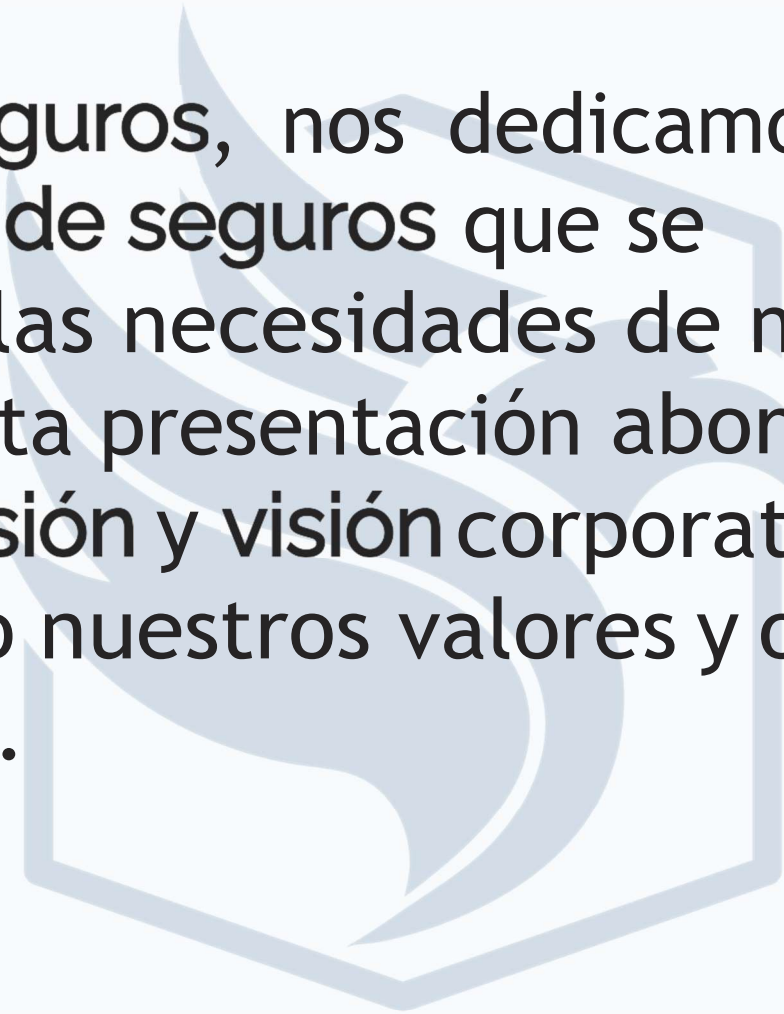 guros, nos dedicamo
de seguros que se
las necesidades de n
ta presentación abor
sión y visión corporat
o nuestros valores y c
.